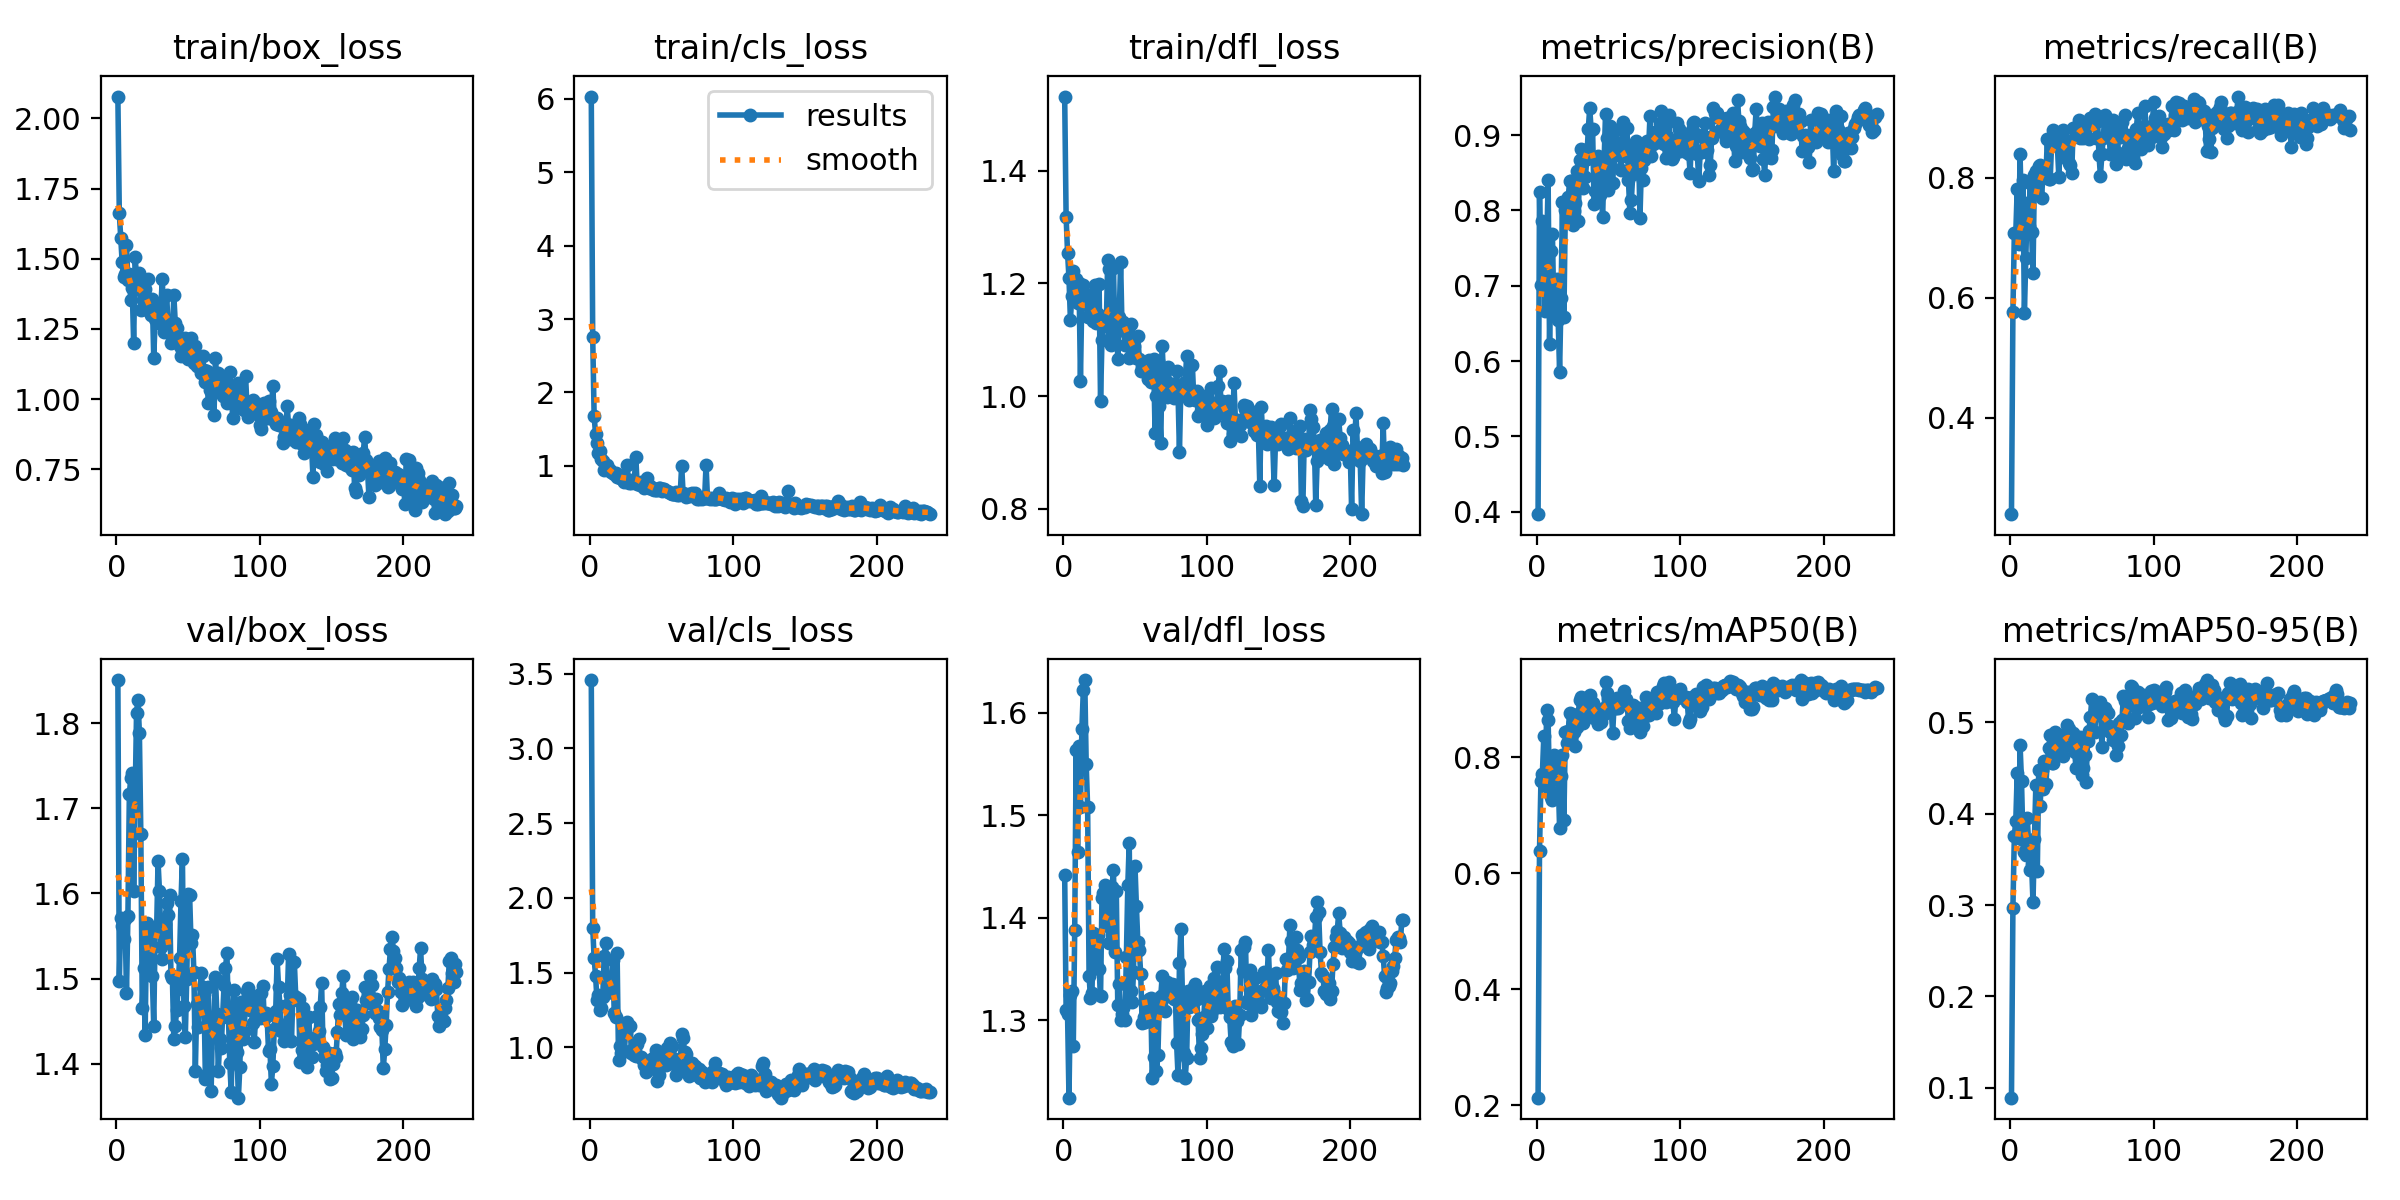 train/box_loss
2.00
1.75
1.50
1.25
1.00
0.75
0 100 200
train/cls_loss
results
smooth
6
5
4
3
2
1
0 100 200
train/dfl_loss
1.4
1.2
1.0
0.8
0 100 200
metrics/precision(B)
0.9
0.8
0.7
0.6
0.5
0.4
0 100 200
metrics/recall(B)
0.8
0.6
0.4
0 100 200
val/box_loss
1.8
1.7
1.6
1.5
1.4
0 100 200
val/cls_loss
3.5
3.0
2.5
2.0
1.5
1.0
0 100 200
val/dfl_loss
1.6
1.5
1.4
1.3
0 100 200
metrics/mAP50(B)
0.8
0.6
0.4
0.2
0 100 200
metrics/mAP50-95(B)
0.5
0.4
0.3
0.2
0.1
0 100 200